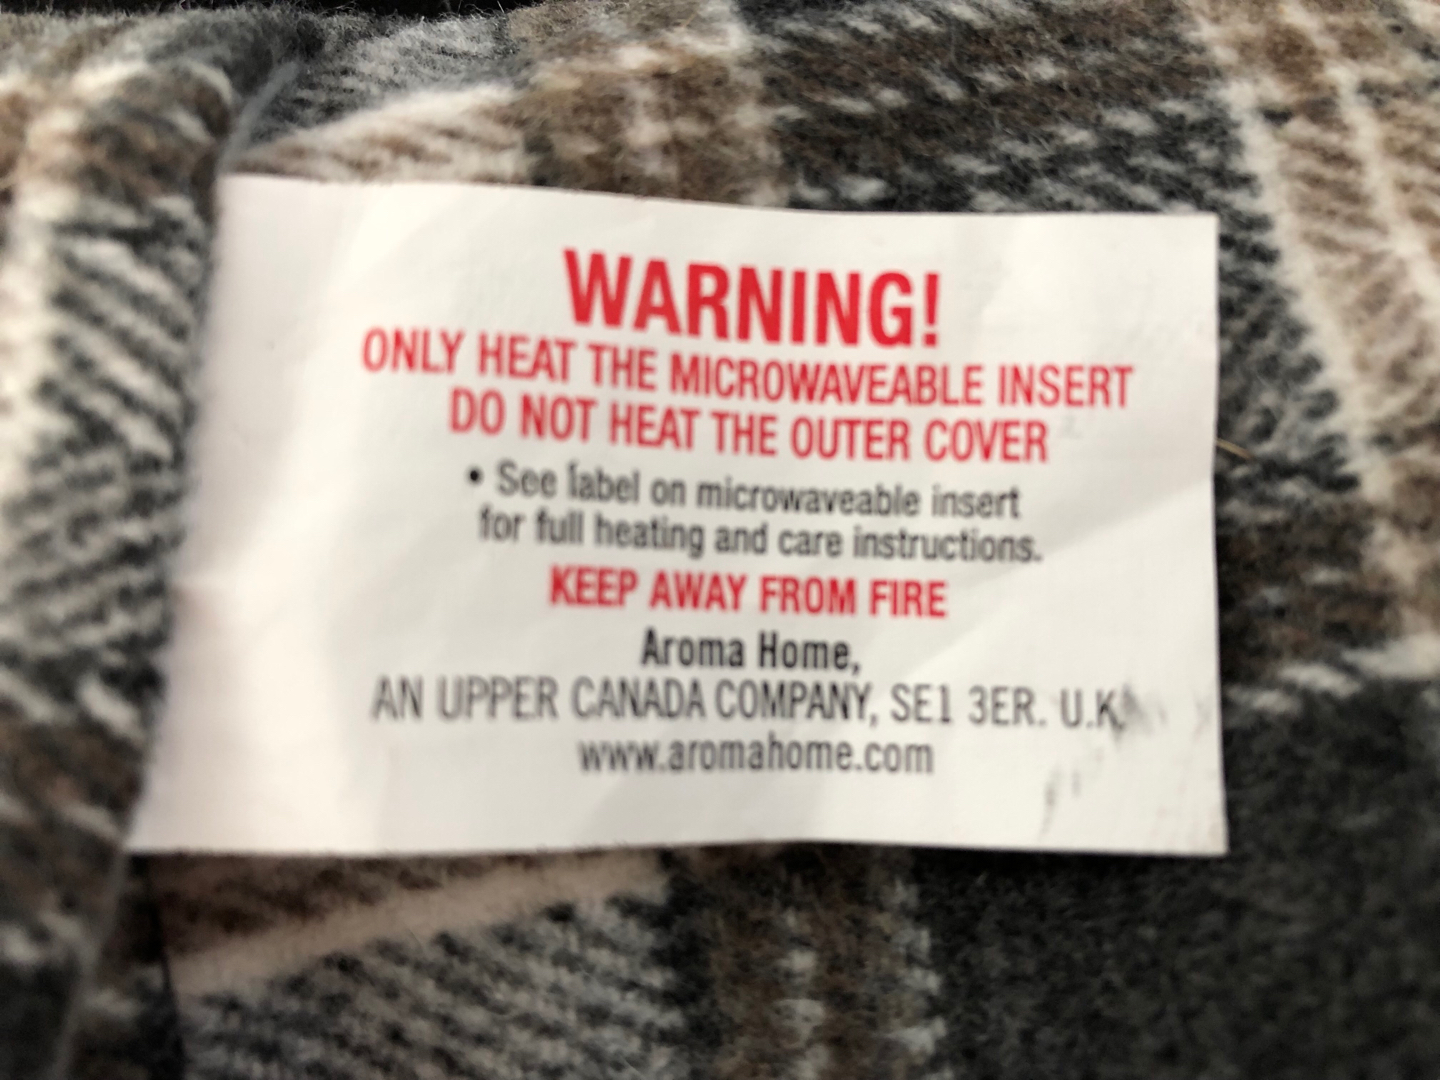 WARNING!
ONLY HEAT THE MICROWAVEABLE INSERT
DO NOT HEAT THE OUTER COVER
• See label on microwaveable insert
for full heating and care instructions.
KEEP AWAY FROM FIRE
Aroma Home,
AN UPPER CANADA COMPANY, SE1 3ER. U.K.
www.aromahome.com